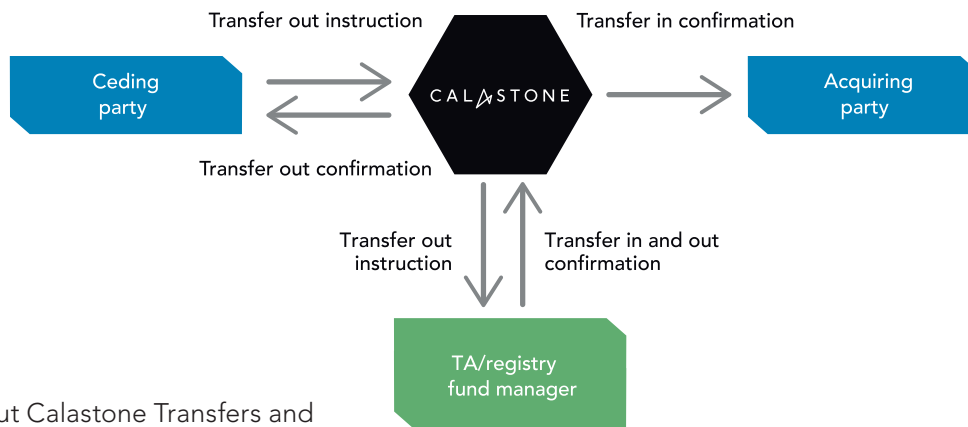 Transfer out instruction
Transfer in confirmation
Ceding
party
CALASTONE
Acquiring
party
Transfer out confirmation
Transfer out
instruction
Transfer in and out
confirmation
TA/registry
fund manager
ut Calastone Transfers and